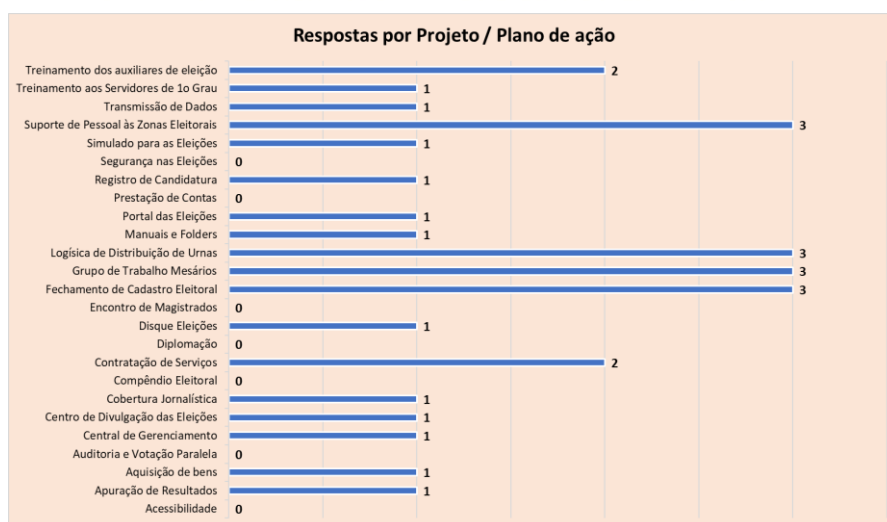 Respostas por Projeto / Plano de ação
Treinamento dos auxiliares de eleição 2
Treinamento aos Servidores de 1o Grau 1
Transmissão de Dados 1
Suporte de Pessoal às Zonas Eleitorais 3
Simulado para as Eleições 1
Segurança nas Eleições 0
Registro de Candidatura 1
Prestação de Contas 0
Portal das Eleições 1
Manuais e Folders 1
Logísica de Distribuição de Urnas 3
Grupo de Trabalho Mesários 3
Fechamento de Cadastro Eleitoral 3
Encontro de Magistrados 0
Disque Eleições 1
Diplomação 0
Contratação de Serviços 2
Compêndio Eleitoral 0
Cobertura Jornalística 1
Centro de Divulgação das Eleições 1
Central de Gerenciamento 1
Auditoria e Votação Paralela 0
Aquisição de bens 1
Apuração de Resultados 1
Acessibilidade 0